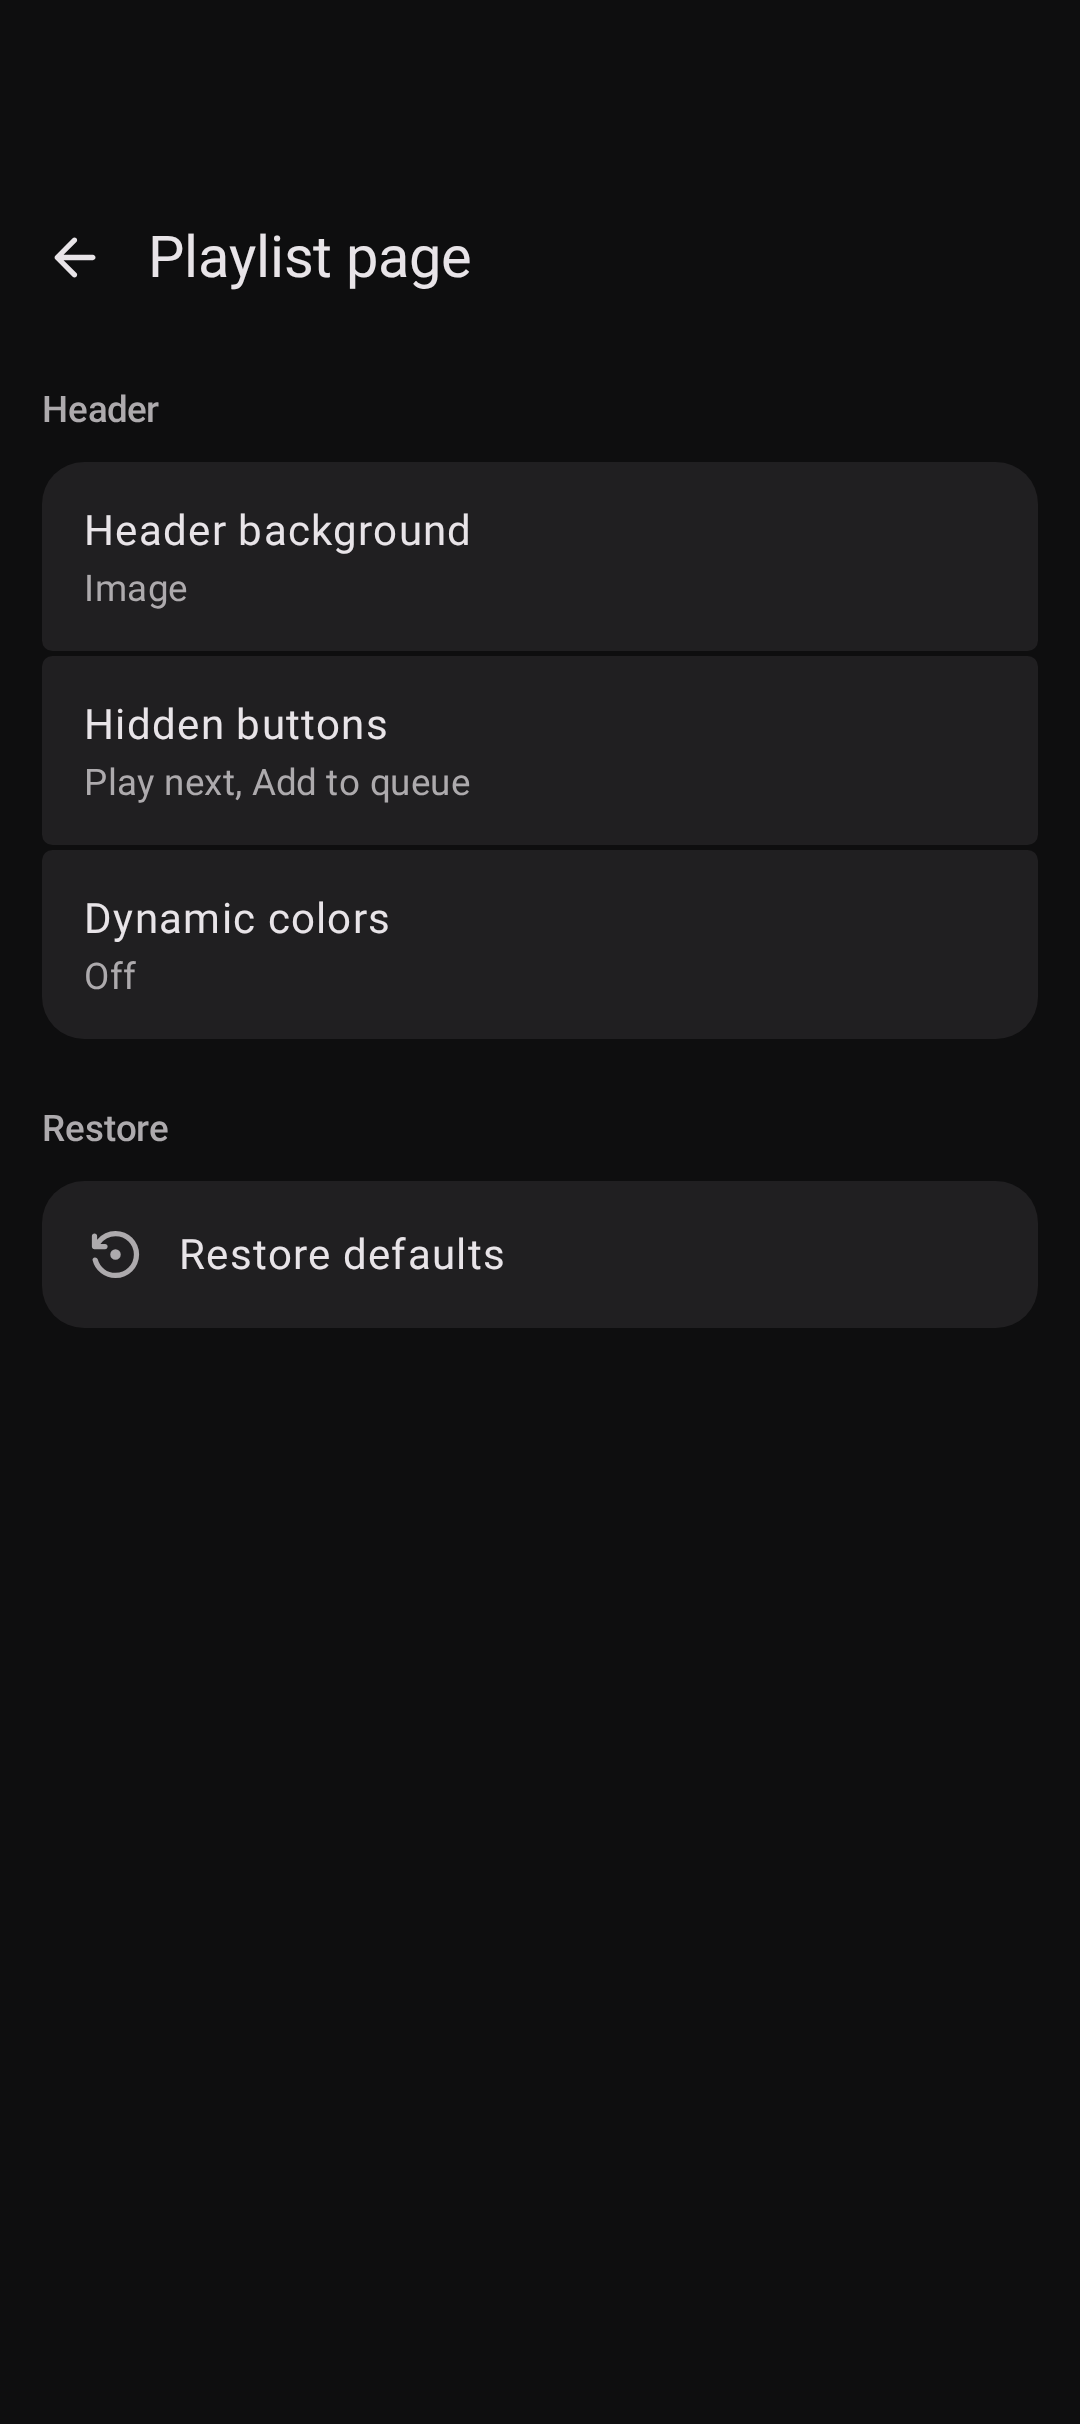 Playlist page
Header
Header background
Image
Hidden buttons
Play next, Add to queue
Dynamic colors
Off
Restore
Restore defaults